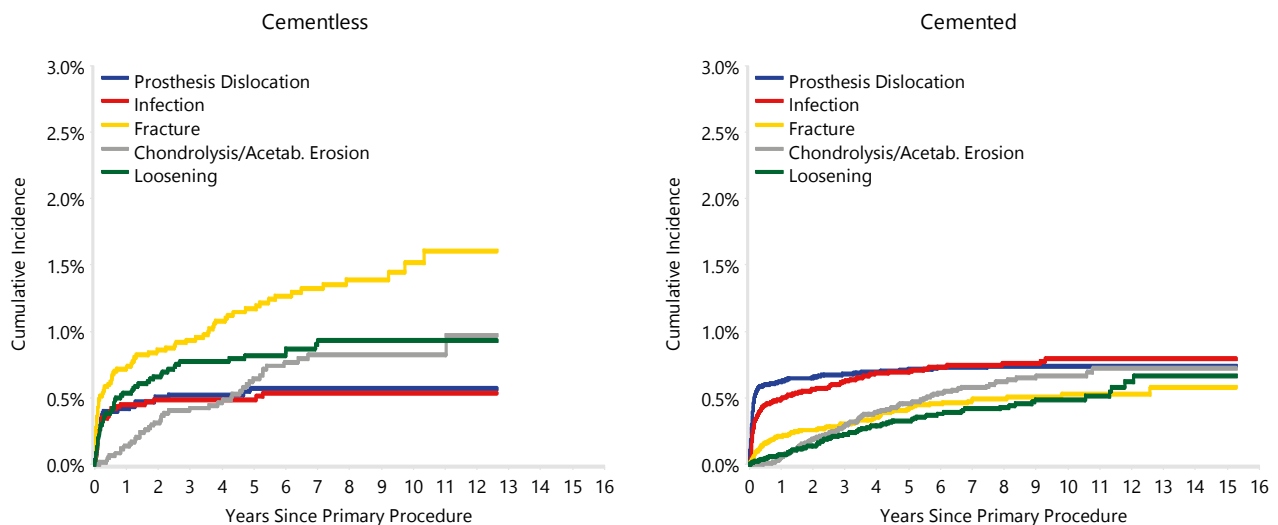 Cementless
3.0%
2.5%
2.0%
1.5%
1.0%
0.5%
0.0%
Cumulative Incidence
Prosthesis Dislocation
Infection
Fracture
Chondrolysis/Acetab. Erosion
Loosening
0 1 2 3 4 5 6 7 8 9 10 11 12 13 14 15 16
Years Since Primary Procedure
Cemented
3.0%
2.5%
2.0%
1.5%
1.0%
0.5%
0.0%
Cumulative Incidence
Prosthesis Dislocation
Infection
Fracture
Chondrolysis/Acetab. Erosion
Loosening
0 1 2 3 4 5 6 7 8 9 10 11 12 13 14 15 16
Years Since Primary Procedure